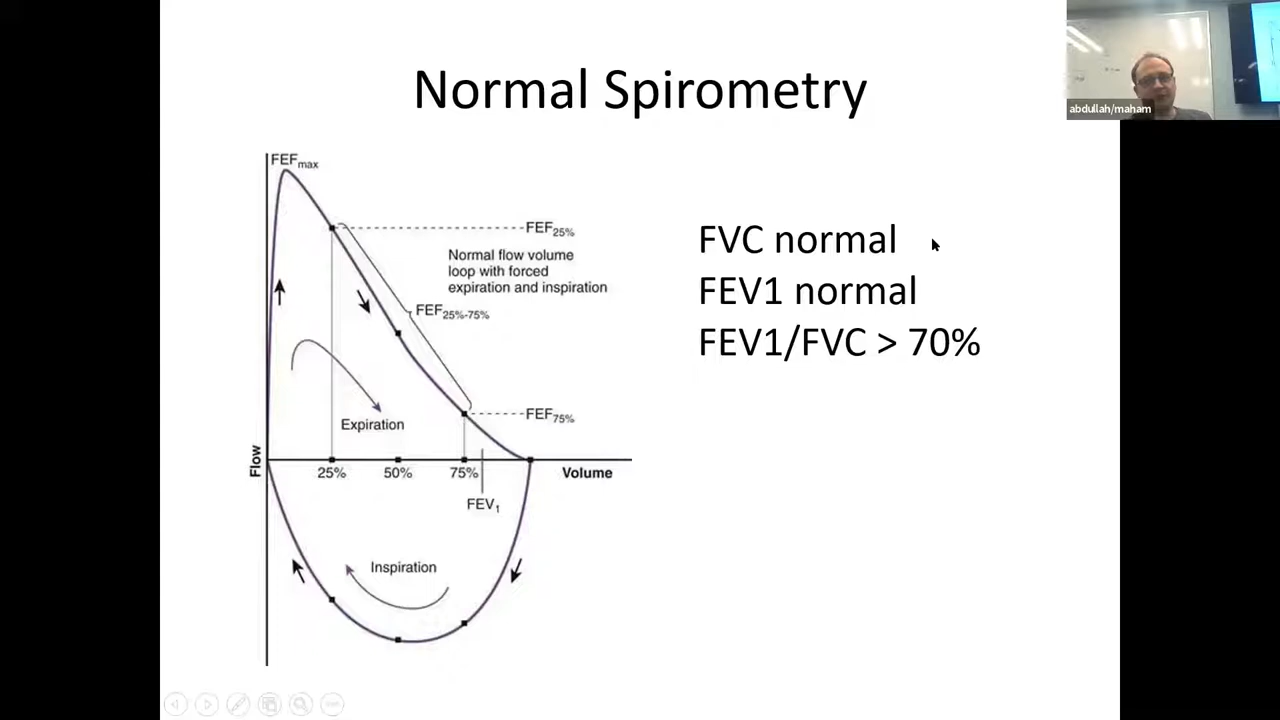 Normal Spirometry
abdullah/maham
FEFmax
FEF25%
Normal flow volume
loop with forced
expiration and inspiration
FEF25%-75%
FVC normal
FEV1 normal
FEV1/FVC > 70%
FEF75%
Expiration
Flow
25%
50%
75%
Volume
FEV1
Inspiration